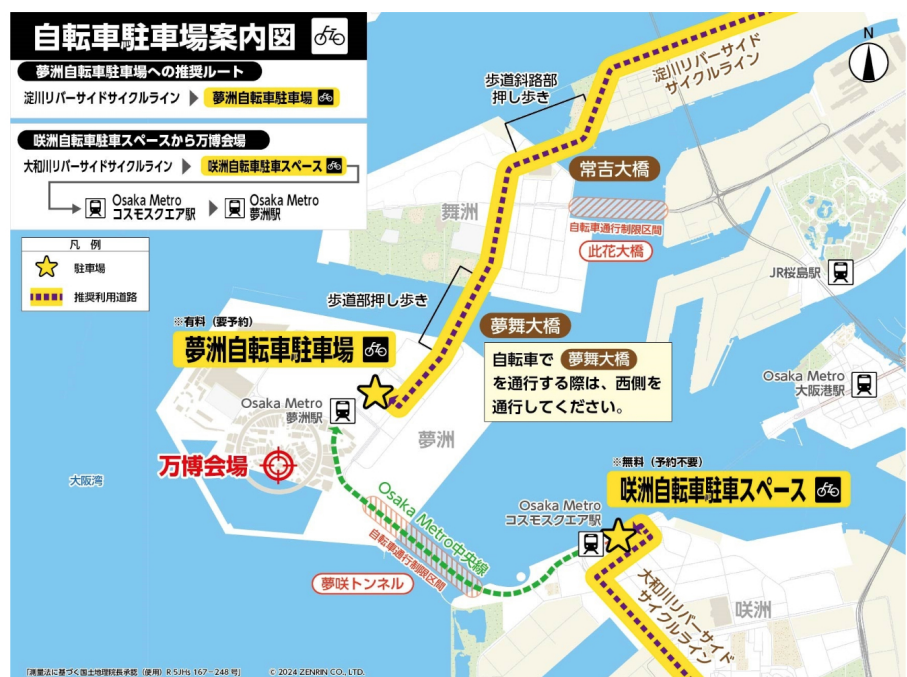 自転車駐車場案内図
夢洲自転車駐車場への推奨ルート
淀川リバーサイドサイクルライン ▶ 夢洲自転車駐車場
咲洲自転車駐車スペースから万博会場
大和川リバーサイドサイクルライン ▶ 咲洲自転車駐車スペース
Osaka Metro
コスモスクエア駅
▶
Osaka Metro
夢洲駅
凡 例
駐車場
推奨利用道路
N
淀川リバーサイド
サイクルライン
歩道斜路部
押し歩き
常吉大橋
舞洲
自転車通行制限区間
此花大橋
JR桜島駅
歩道部押し歩き
夢舞大橋
自転車で 夢舞大橋
を通行する際は、西側を
通行してください。
※有料（要予約）
夢洲自転車駐車場
Osaka Metro
夢洲駅
Osaka Metro
大阪港駅
夢洲
万博会場
大阪湾
※無料（予約不要）
咲洲自転車駐車スペース
Osaka Metro
コスモスクエア駅
Osaka Metro中央線
自転車通行制限区間
夢咲トンネル
大和川リバーサイド
サイクルライン
咲洲
「測量法に基づく国土地理院長承認（使用）R 5JHs 167－248号」
© 2024 ZENRIN CO., LTD.